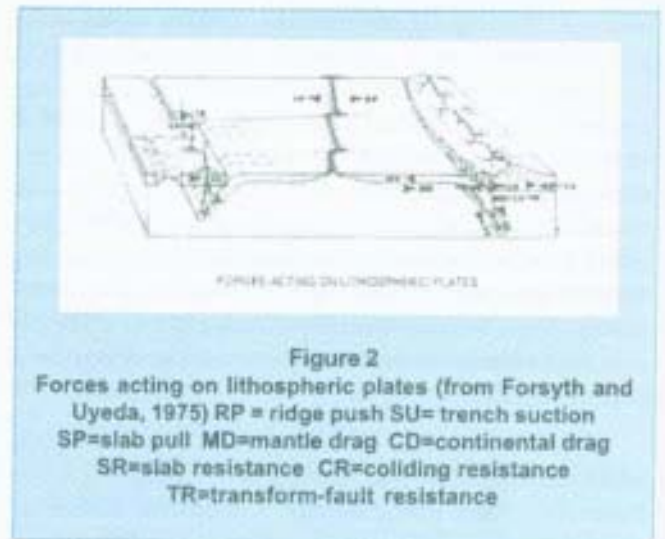 FORCES ACTING ON LITHOSPHERIC PLATES
Figure 2
Forces acting on lithospheric plates (from Forsyth and
Uyeda, 1975) RP = ridge push SU= trench suction
SP=slab pull MD=mantle drag CD=continental drag
SR=slab resistance CR=coliding resistance
TR=transform-fault resistance